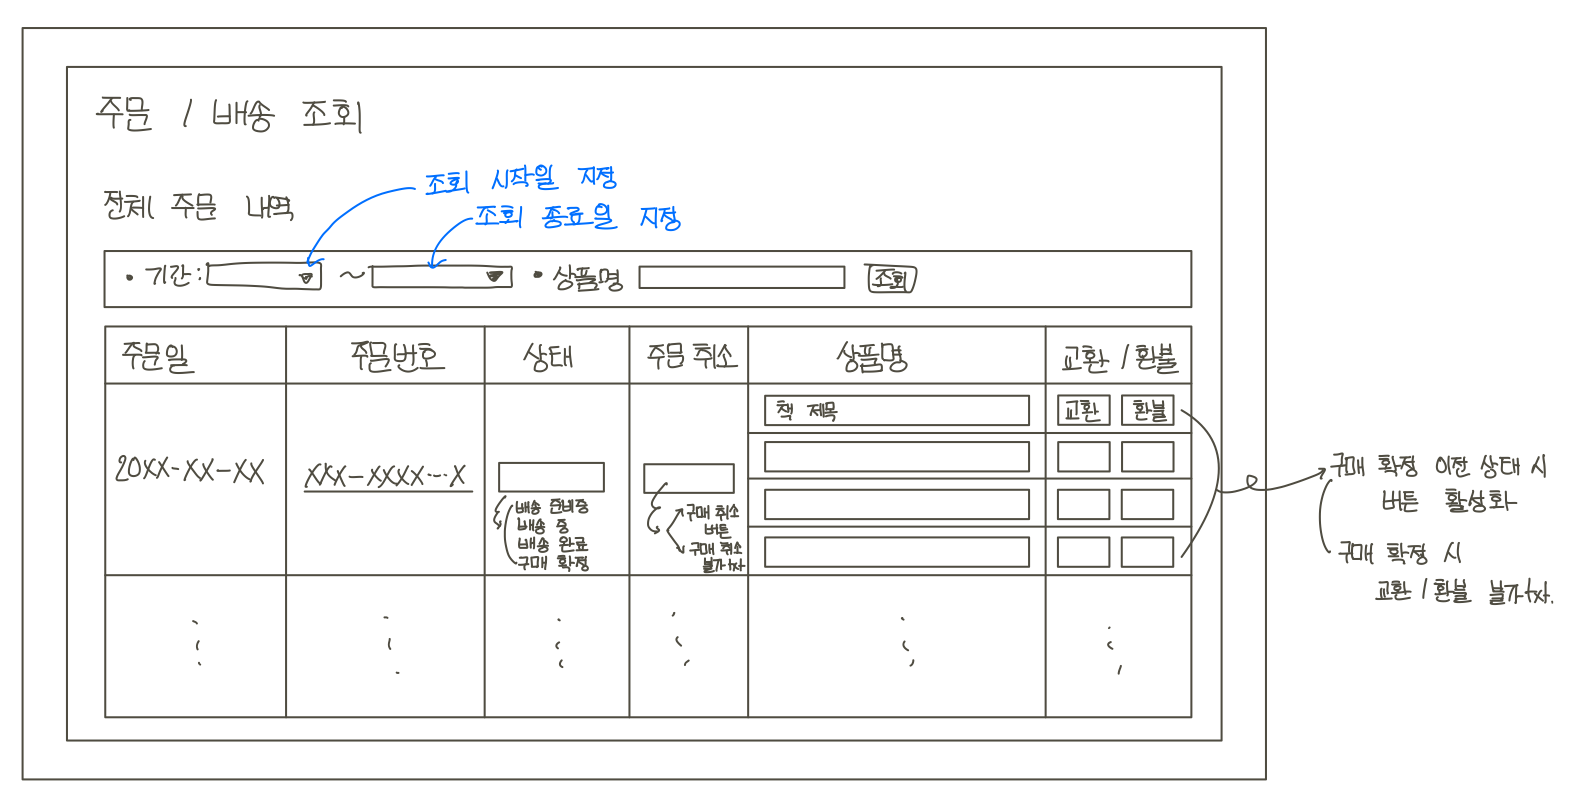 주문 / 배송 조회
조회 시작일 지정
전체 주문 내역
조회 종료일 지정
• 기간 : ~ • 상품명 조회
주문일 주문번호 상태 주문 취소 상품명 교환 / 환불
책 제목 교환 환불
20XX-XX-XX XXX-XXXX---X
배송 준비중
배송 중
배송 완료
구매 확정
구매 취소
버튼
구매 취소
불가 txt
구매 확정 이전 상태 시
버튼 활성화
구매 확정 시
교환 / 환불 불가 txt.